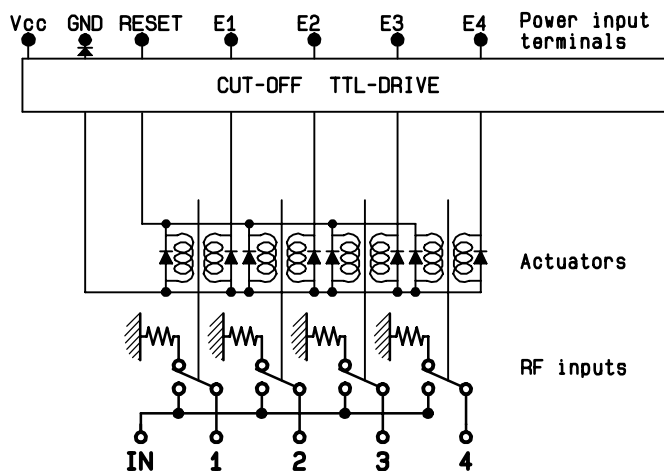 Vcc GND RESET E1 E2 E3 E4 Power input
terminals
CUT-OFF TTL-DRIVE
Actuators
RF inputs
IN 1 2 3 4